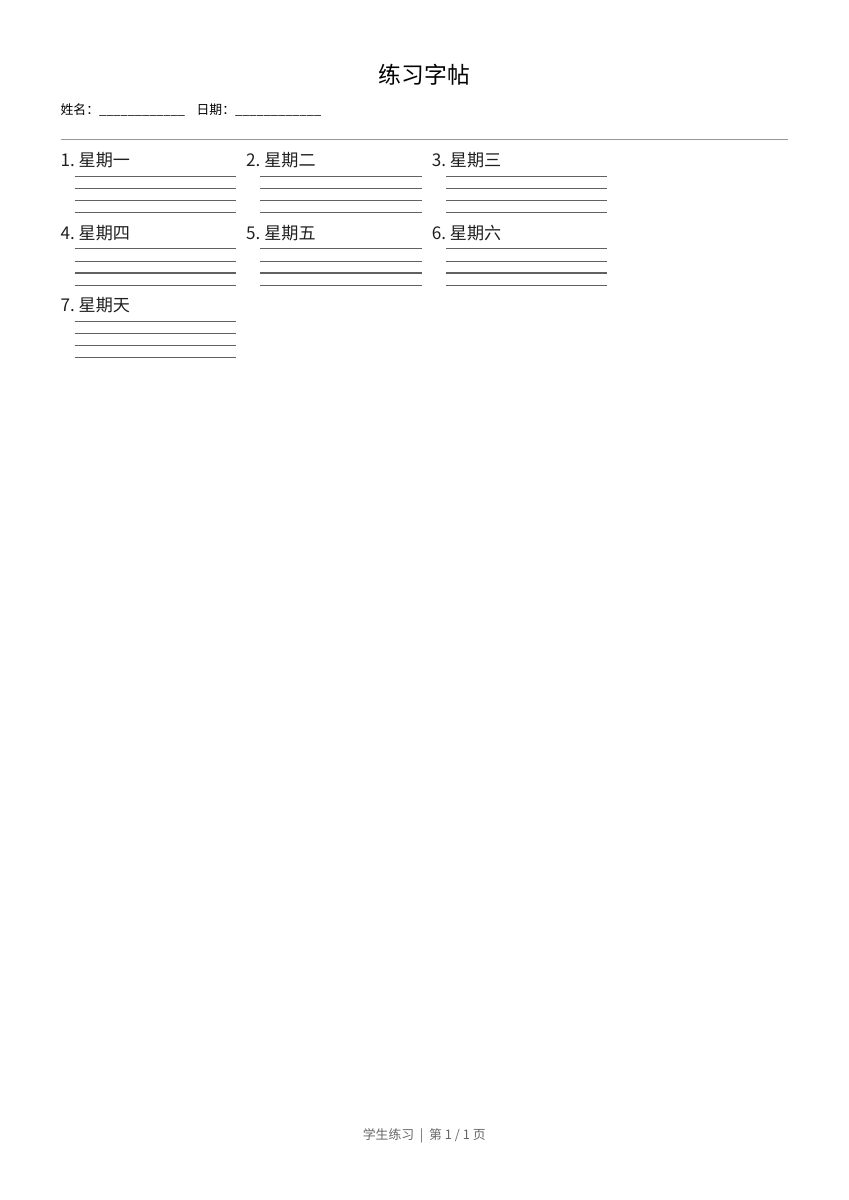 练习字帖
姓名：____________ 日期：____________
1. 星期一 2. 星期二 3. 星期三
4. 星期四 5. 星期五 6. 星期六
7. 星期天
学生练习 | 第 1 / 1 页